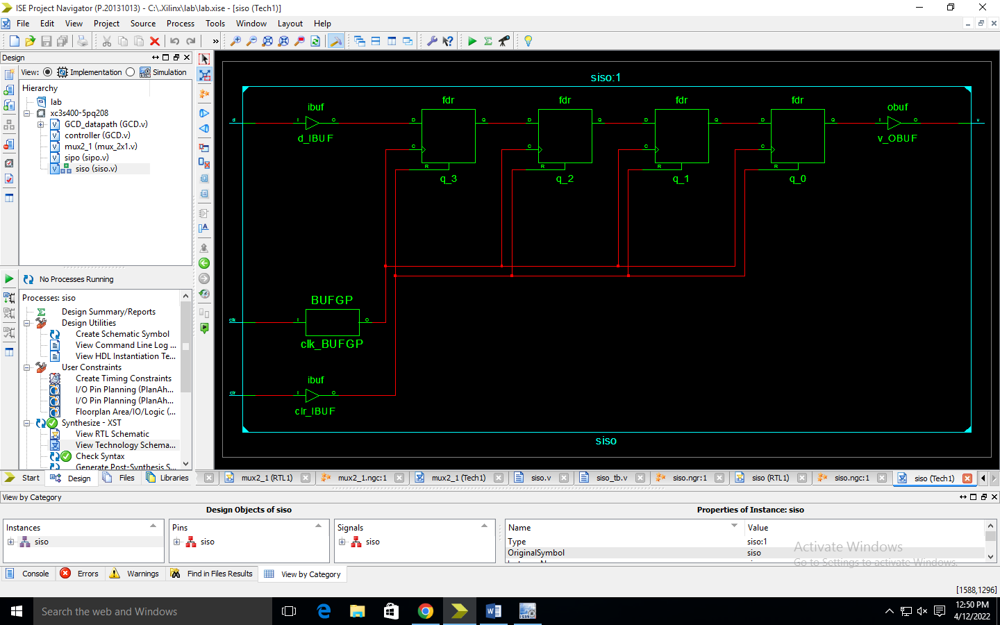 ISE Project Navigator (P.20131013) - C:\.Xilinx\lab\lab.xise - [siso (Tech1)]
File Edit View Project Source Process Tools Window Layout Help
Design
View: Implementation Simulation
Hierarchy
lab
xc3s400-5pq208
GCD_datapath (GCD.v)
controller (GCD.v)
mux2_1 (mux_2x1.v)
sipo (sipo.v)
siso (siso.v)
No Processes Running
Processes: siso
Design Summary/Reports
Design Utilities
Create Schematic Symbol
View Command Line Log ...
View HDL Instantiation Te...
User Constraints
Create Timing Constraints
I/O Pin Planning (PlanAh...
I/O Pin Planning (PlanAh...
Floorplan Area/IO/Logic (...
Synthesize - XST
View RTL Schematic
View Technology Schema...
Check Syntax
Generate Post-Synthesis S...
Start Design Files Libraries
siso:1
ibuf fdr fdr fdr fdr obuf
d I O D Q D Q D Q D Q I O v
d_IBUF v_OBUF
C C C C
R R R R
q_3 q_2 q_1 q_0
BUFGP
clk I O
clk_BUFGP
ibuf
clr I O
clr_IBUF
siso
mux2_1 (RTL1) mux2_1.ngc:1 mux2_1 (Tech1) siso.v siso_tb.v siso.ngr:1 siso (RTL1) siso.ngc:1 siso (Tech1)
View by Category
Design Objects of siso Properties of Instance: siso
Instances Pins Signals Name Value
siso siso siso Type siso:1
OriginalSymbol siso
Activate Windows
Go to Settings to activate Windows.
Console Errors Warnings Find in Files Results View by Category
[1588,1296]
Search the web and Windows
12:50 PM
4/12/2022